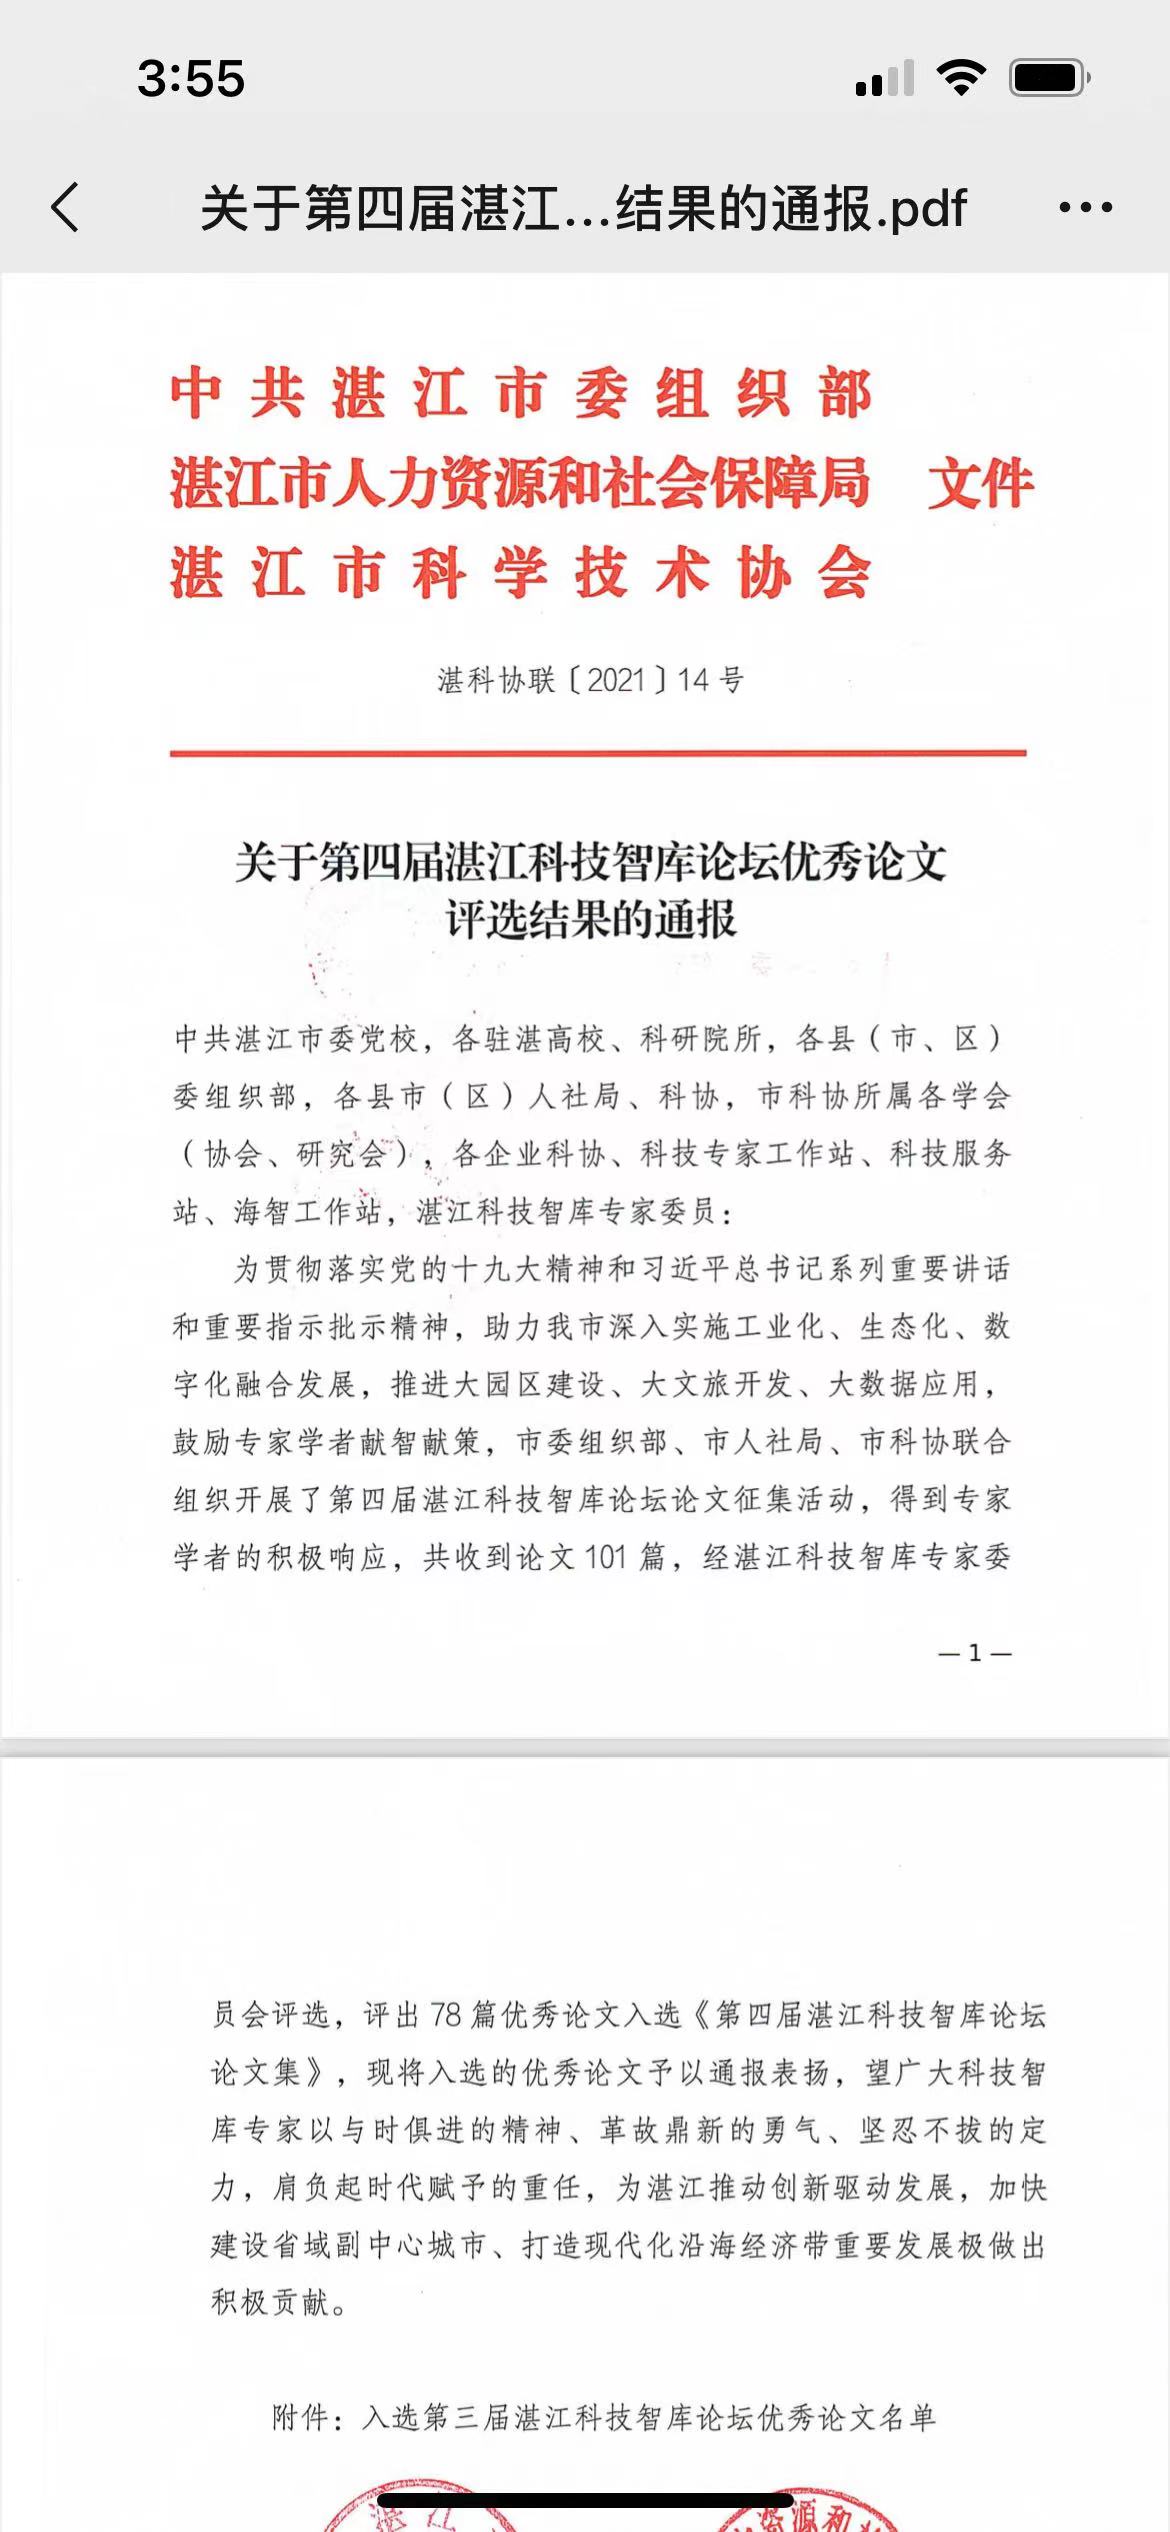 3:55
关于第四届湛江...结果的通报.pdf
中共湛江市委组织部
湛江市人力资源和社会保障局 文件
湛江市科学技术协会
湛科协联〔2021〕14 号
关于第四届湛江科技智库论坛优秀论文
评选结果的通报
中共湛江市委党校，各驻湛高校、科研院所，各县（市、区）
委组织部，各县市（区）人社局、科协，市科协所属各学会
（协会、研究会），各企业科协、科技专家工作站、科技服务
站、海智工作站，湛江科技智库专家委员：
为贯彻落实党的十九大精神和习近平总书记系列重要讲话
和重要指示批示精神，助力我市深入实施工业化、生态化、数
字化融合发展，推进大园区建设、大文旅开发、大数据应用，
鼓励专家学者献智献策，市委组织部、市人社局、市科协联合
组织开展了第四届湛江科技智库论坛论文征集活动，得到专家
学者的积极响应，共收到论文 101 篇，经湛江科技智库专家委
— 1 —
员会评选，评出 78 篇优秀论文入选《第四届湛江科技智库论坛
论文集》，现将入选的优秀论文予以通报表扬，望广大科技智
库专家以与时俱进的精神、革故鼎新的勇气、坚忍不拔的定
力，肩负起时代赋予的重任，为湛江推动创新驱动发展，加快
建设省域副中心城市、打造现代化沿海经济带重要发展极做出
积极贡献。
附件：入选第三届湛江科技智库论坛优秀论文名单
湛江
资源和